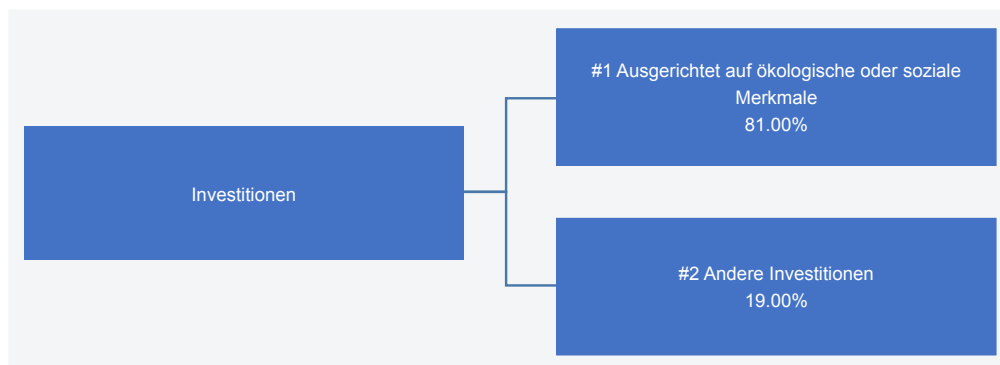 Investitionen
#1 Ausgerichtet auf ökologische oder soziale
Merkmale
81.00%
#2 Andere Investitionen
19.00%